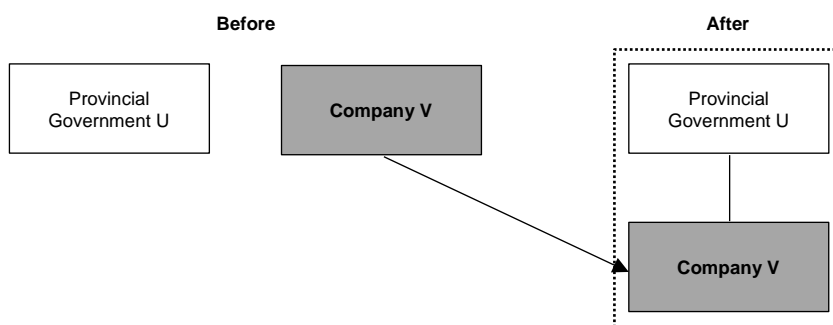 Before
After
Provincial
Government U
Company V
Provincial
Government U
Company V